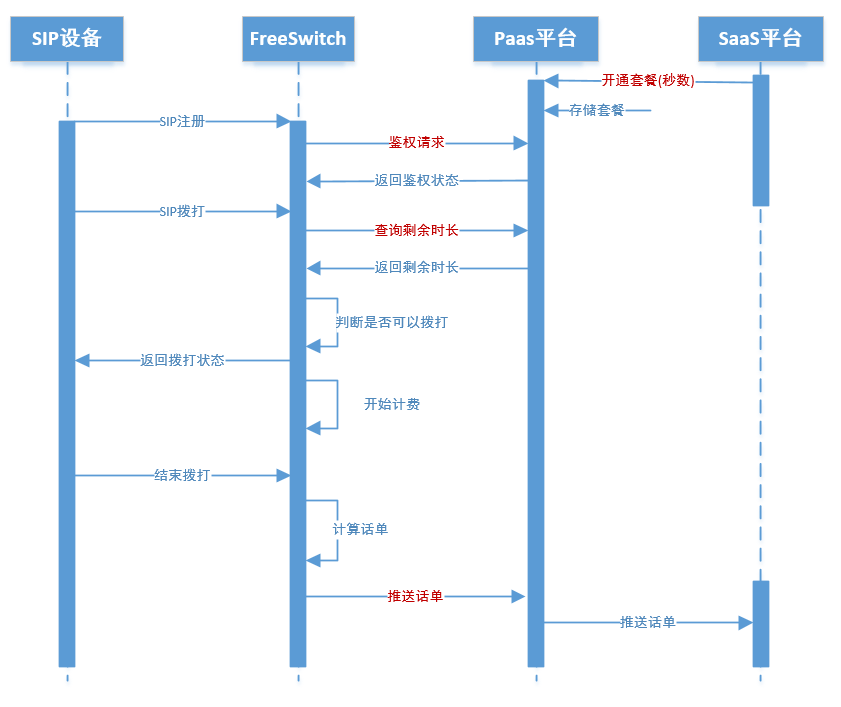 SIP设备
FreeSwitch
Paas平台
SaaS平台
开通套餐(秒数)
存储套餐
SIP注册
鉴权请求
返回鉴权状态
SIP拨打
查询剩余时长
返回剩余时长
判断是否可以拨打
返回拨打状态
开始计费
结束拨打
计算话单
推送话单
推送话单